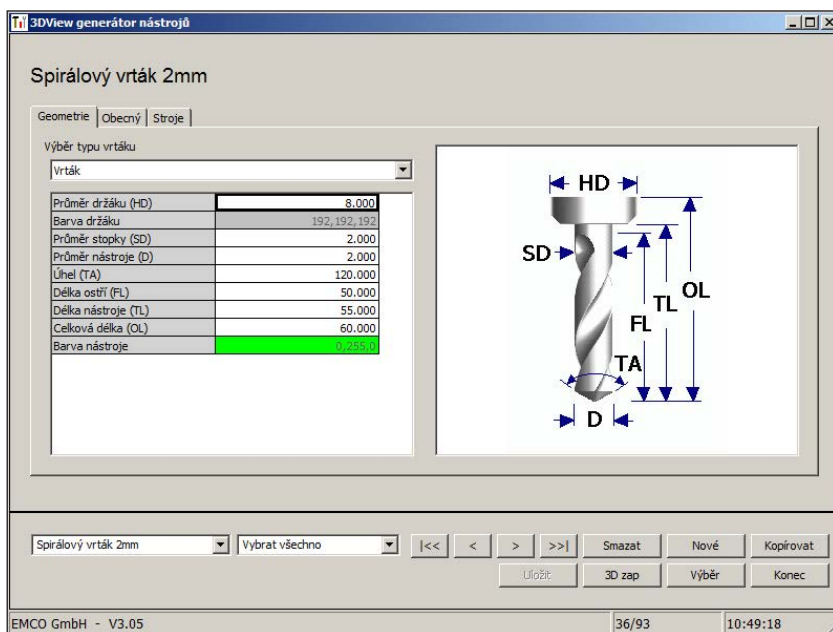 3DView generátor nástrojů
Spirálový vrták 2mm
Geometrie Obecný Stroje
Výběr typu vrtáku
Vrták
Průměr držáku (HD) 8.000
Barva držáku 192,192,192
Průměr stopky (SD) 2.000
Průměr nástroje (D) 2.000
Úhel (TA) 120.000
Délka ostří (FL) 50.000
Délka nástroje (TL) 55.000
Celková délka (OL) 60.000
Barva nástroje 0,255,0
HD
SD
OL
TL
FL
TA
D
Spirálový vrták 2mm Vybrat všechno |<< < > >>| Smazat Nové Kopírovat
Uložit 3D zap Výběr Konec
EMCO GmbH - V3.05 36/93 10:49:18